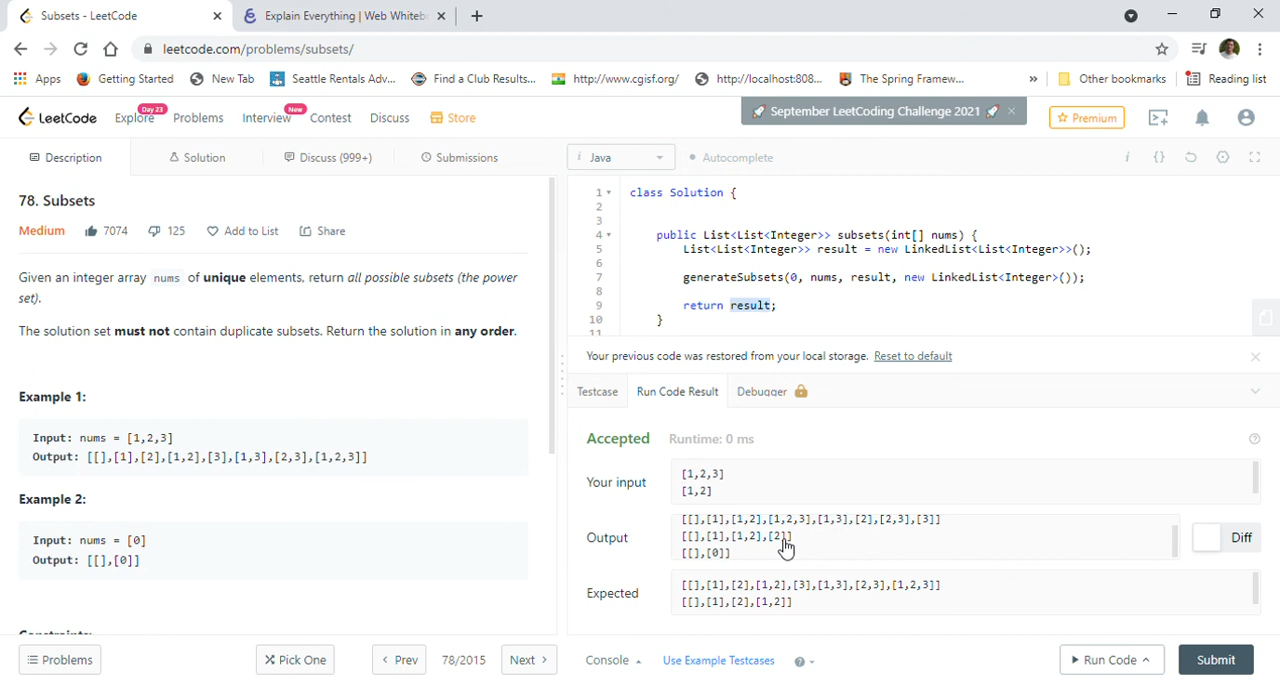 Subsets - LeetCode
Explain Everything | Web Whitebo
leetcode.com/problems/subsets/
Apps Getting Started New Tab Seattle Rentals Adv... Find a Club Results... http://www.cgisf.org/ http://localhost:808... The Spring Framew... » Other bookmarks Reading list
LeetCode Explore Day 23 Problems Interview New Contest Discuss Store September LeetCoding Challenge 2021 Premium
Description Solution Discuss (999+) Submissions
i Java Autocomplete
78. Subsets
Medium 7074 125 Add to List Share
Given an integer array nums of unique elements, return all possible subsets (the power
set).
The solution set must not contain duplicate subsets. Return the solution in any order.
Example 1:
Input: nums = [1,2,3]
Output: [[],[1],[2],[1,2],[3],[1,3],[2,3],[1,2,3]]
Example 2:
Input: nums = [0]
Output: [[],[0]]
1 class Solution {
2
3
4 public List<List<Integer>> subsets(int[] nums) {
5 List<List<Integer>> result = new LinkedList<List<Integer>>();
6
7 generateSubsets(0, nums, result, new LinkedList<Integer>());
8
9 return result;
10 }
11
Your previous code was restored from your local storage. Reset to default
Testcase Run Code Result Debugger
Accepted Runtime: 0 ms
Your input
[1,2,3]
[1,2]
Output
[[],[1],[1,2],[1,2,3],[1,3],[2],[2,3],[3]]
[[],[1],[1,2],[2]]
[[],[0]]
Diff
Expected
[[],[1],[2],[1,2],[3],[1,3],[2,3],[1,2,3]]
[[],[1],[2],[1,2]]
Problems Pick One Prev 78/2015 Next Console Use Example Testcases Run Code Submit